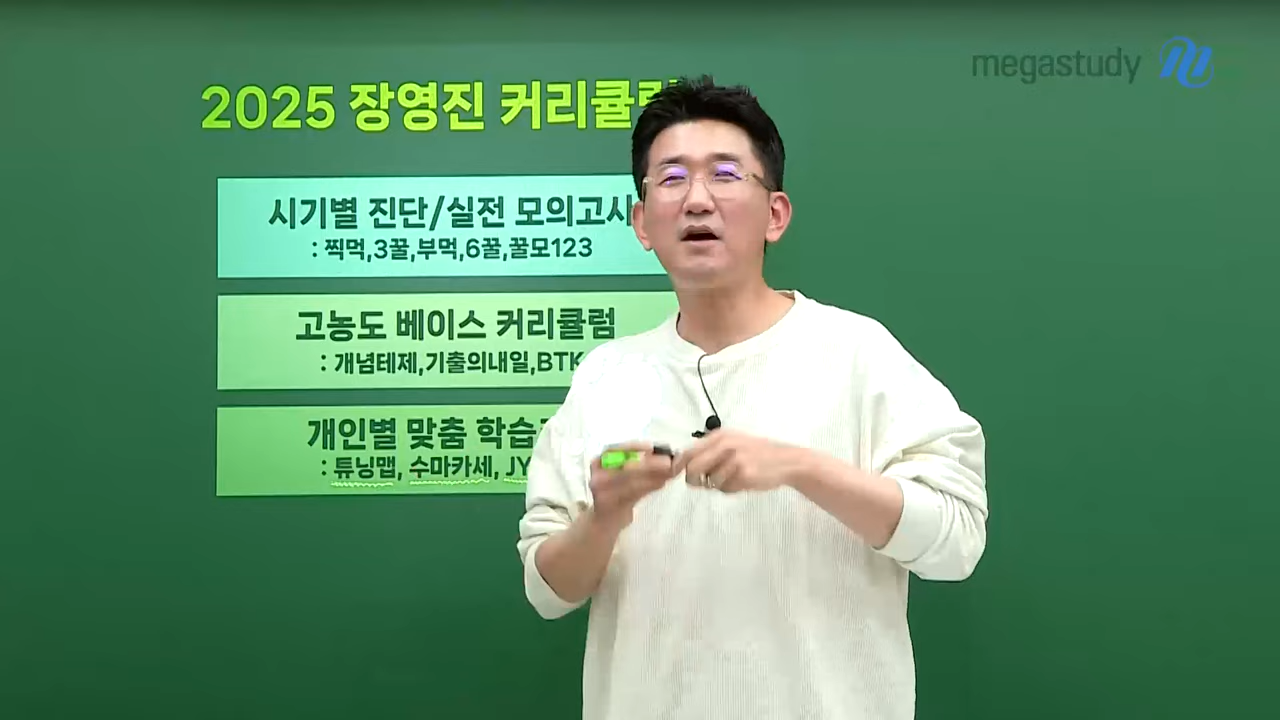 megastudy
2025 장영진 커리큘
시기별 진단/실전 모의고사
: 찍먹,3꿀,부먹,6꿀,꿀모123
고농도 베이스 커리큘럼
: 개념테제,기출의내일,BTK
개인별 맞춤 학습
: 튜닝맵, 수마카세, JY